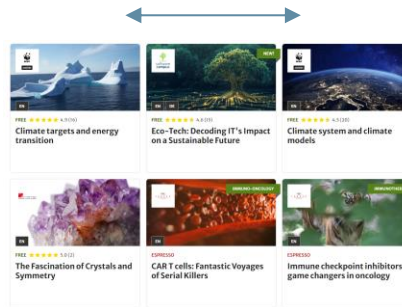 NEW!
EN
EN DE
EN
FREE 4.9 (16)
Climate targets and energy
transition
FREE 4.6 (19)
Eco-Tech: Decoding IT's Impact
on a Sustainable Future
FREE 4.5 (28)
Climate system and climate
models
IMMUNO-ONCOLOGY
IMMUNOTHER
EN
EN
EN
FREE 5.0 (2)
The Fascination of Crystals and
Symmetry
ESPRESSO
CAR T cells: Fantastic Voyages
of Serial Killers
ESPRESSO
Immune checkpoint inhibitors
game changers in oncology